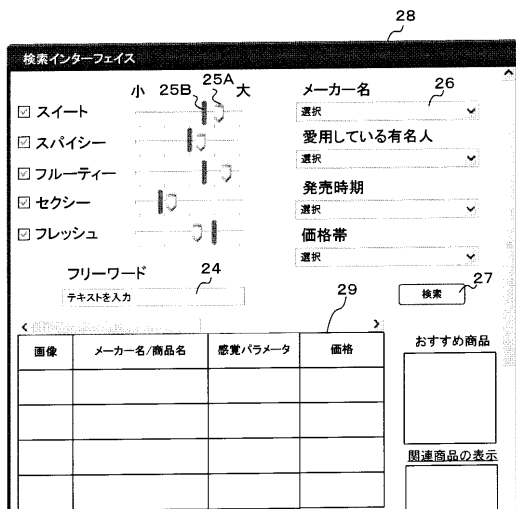 28
検索インターフェイス
小 25B 25A 大
スイート
スパイシー
フルーティー
セクシー
フレッシュ
メーカー名 26
選択
愛用している有名人
選択
発売時期
選択
価格帯
選択
フリーワード 24
テキストを入力
検索 27
29
画像 メーカー名/商品名 感覚パラメータ 価格
おすすめ商品
関連商品の表示